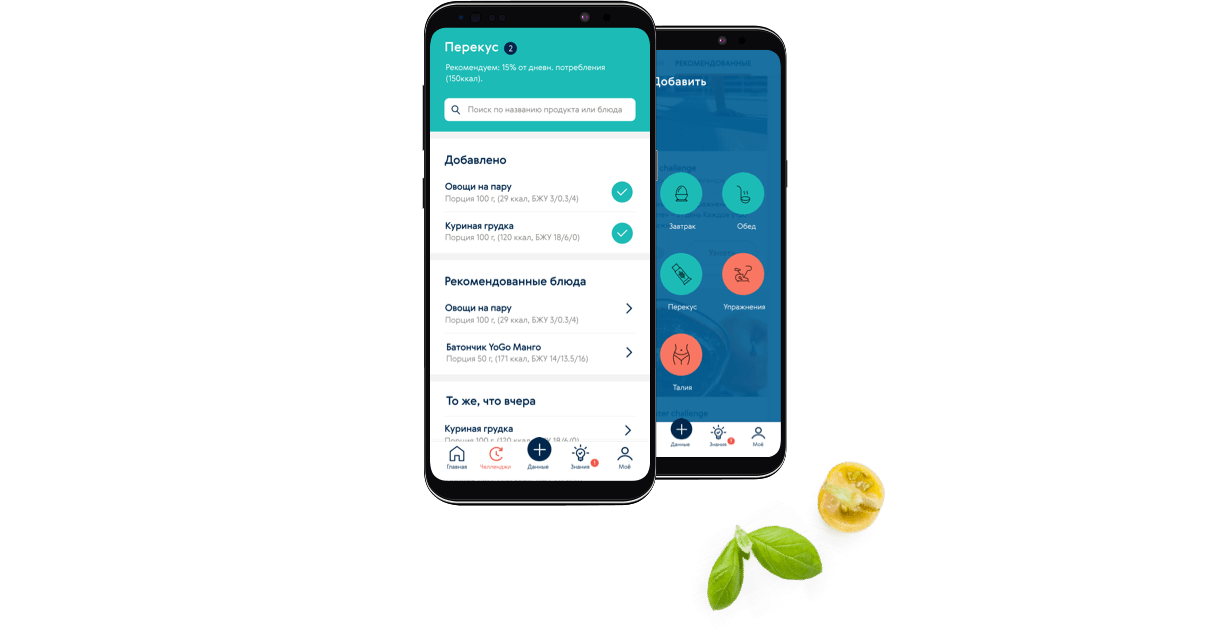 Перекус 2
Рекомендуем: 15% от дневн. потребления
(150ккал).
Поиск по названию продукта или блюда
Добавлено
Овощи на пару
Порция 100 г, (29 ккал, БЖУ 3/0.3/4)
Куриная грудка
Порция 100 г, (120 ккал, БЖУ 18/6/0)
Рекомендованные блюда
Овощи на пару
Порция 100 г, (29 ккал, БЖУ 3/0.3/4)
Батончик YoGo Манго
Порция 50 г, (171 ккал, БЖУ 14/13.5/16)
То же, что вчера
Куриная грудка
Порция 100 г, (120 ккал, БЖУ 18/6/0)
Главная Челленджи Данные Знания 1 Моё
РЕКОМЕНДОВАННЫЕ
Добавить
challenge
Завтрак Обед
Перекус Упражнения
Талия
challenge
Данные Знания Моё